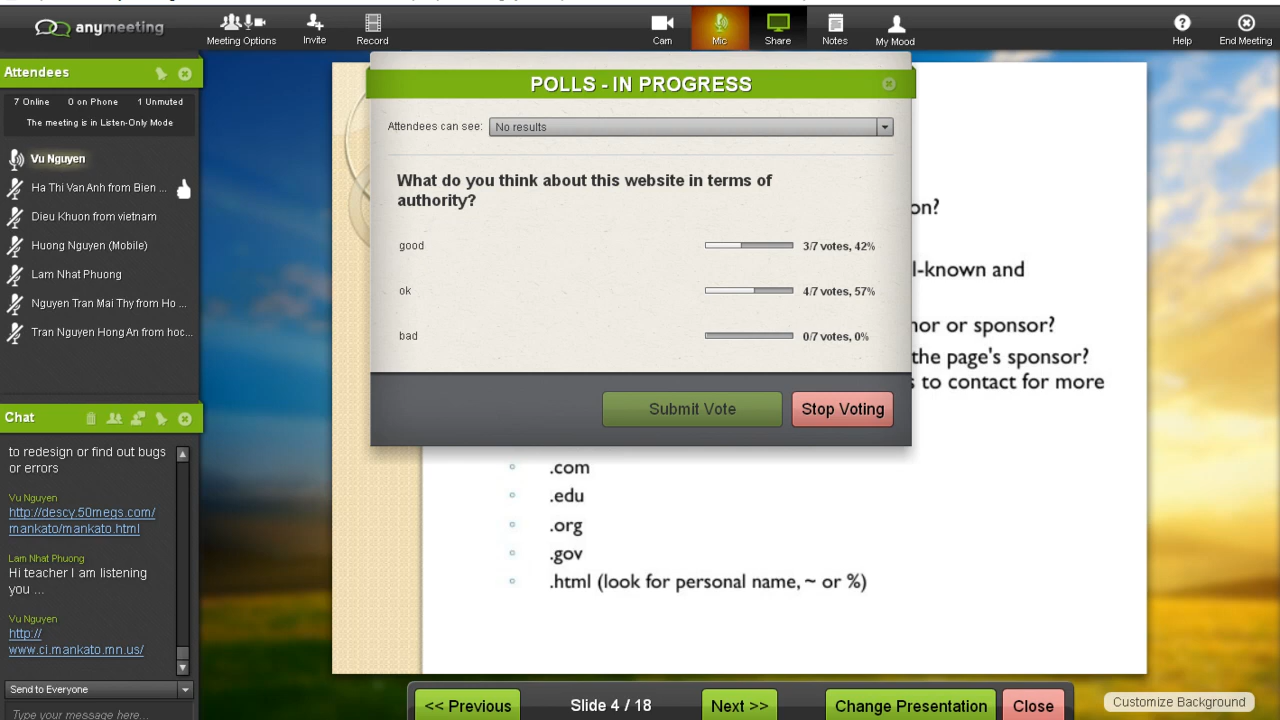 anymeeting
Meeting Options
Invite
Record
Cam
Mic
Share
Notes
My Mood
Help
End Meeting
Attendees
7 Online 0 on Phone 1 Unmuted
The meeting is in Listen-Only Mode
Vu Nguyen
Ha Thi Van Anh from Bien ...
Dieu Khuon from vietnam
Huong Nguyen (Mobile)
Lam Nhat Phuong
Nguyen Tran Mai Thy from Ho ...
Tran Nguyen Hong An from hoc...
Chat
to redesign or find out bugs
or errors
Vu Nguyen
http://descy.50megs.com/
mankato/mankato.html
Lam Nhat Phuong
Hi teacher I am listening
you ...
Vu Nguyen
http://
www.ci.mankato.mn.us/
Send to Everyone
Type your message here...
POLLS - IN PROGRESS
Attendees can see: No results
What do you think about this website in terms of
authority?
good 3/7 votes, 42%
ok 4/7 votes, 57%
bad 0/7 votes, 0%
Submit Vote Stop Voting
on?
l-known and
or sponsor?
the page's sponsor?
to contact for more
.com
.edu
.org
.gov
.html (look for personal name, ~ or %)
<< Previous Slide 4 / 18 Next >> Change Presentation Close
Customize Background